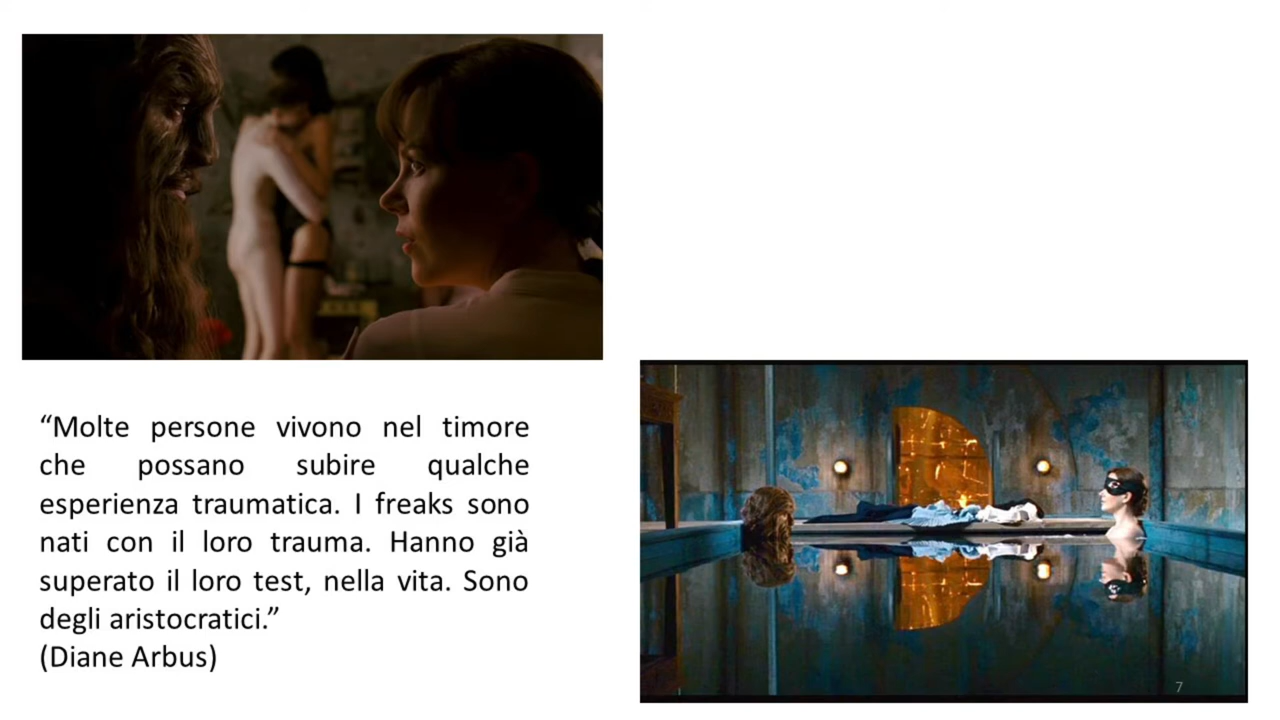 “Molte persone vivono nel timore
che possano subire qualche
esperienza traumatica. I freaks sono
nati con il loro trauma. Hanno già
superato il loro test, nella vita. Sono
degli aristocratici.”
(Diane Arbus)
7